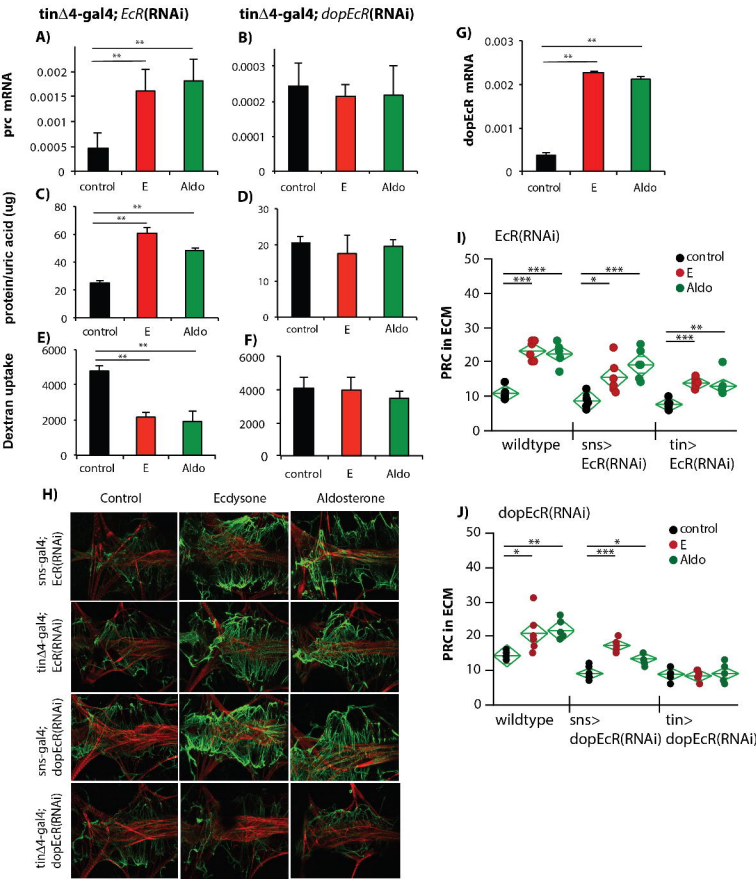 tinΔ4-gal4; EcR(RNAi)
tinΔ4-gal4; dopEcR(RNAi)
A)
prc mRNA
0.002
0.0015
0.001
0.0005
0
**
**
control
E
Aldo
B)
0.0003
0.0002
0.0001
0
control
E
Aldo
G)
dopEcR mRNA
0.003
0.002
0.001
0
**
**
control
E
Aldo
C)
protein/uric acid (ug)
80
60
40
20
0
**
**
control
E
Aldo
D)
30
20
10
0
control
E
Aldo
E)
Dextran uptake
6000
4000
2000
0
**
**
control
E
Aldo
F)
6000
4000
2000
0
control
E
Aldo
I)
EcR(RNAi)
PRC in ECM
50
40
30
20
10
0
control
E
Aldo
***
***
***
*
**
***
wildtype
sns>
EcR(RNAi)
tin>
EcR(RNAi)
H)
Control
Ecdysone
Aldosterone
sns-gal4;
EcR(RNAi)
tinΔ4-gal4;
EcR(RNAi)
sns-gal4;
dopEcR(RNAi)
tinΔ4-gal4;
dopEcR(RNAi)
J)
dopEcR(RNAi)
PRC in ECM
50
40
30
20
10
0
control
E
Aldo
**
*
*
***
wildtype
sns>
dopEcR(RNAi)
tin>
dopEcR(RNAi)